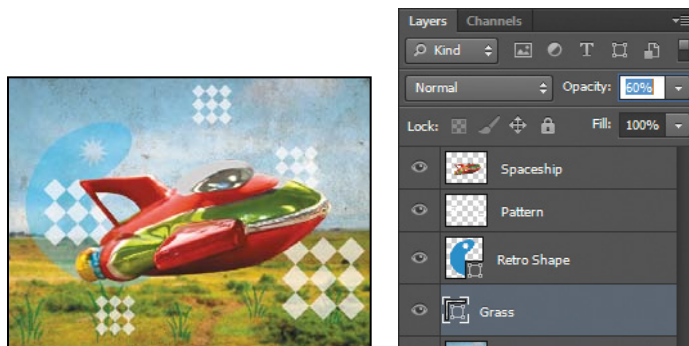 Layers Channels
Kind
Normal Opacity: 60%
Lock: Fill: 100%
Spaceship
Pattern
Retro Shape
Grass